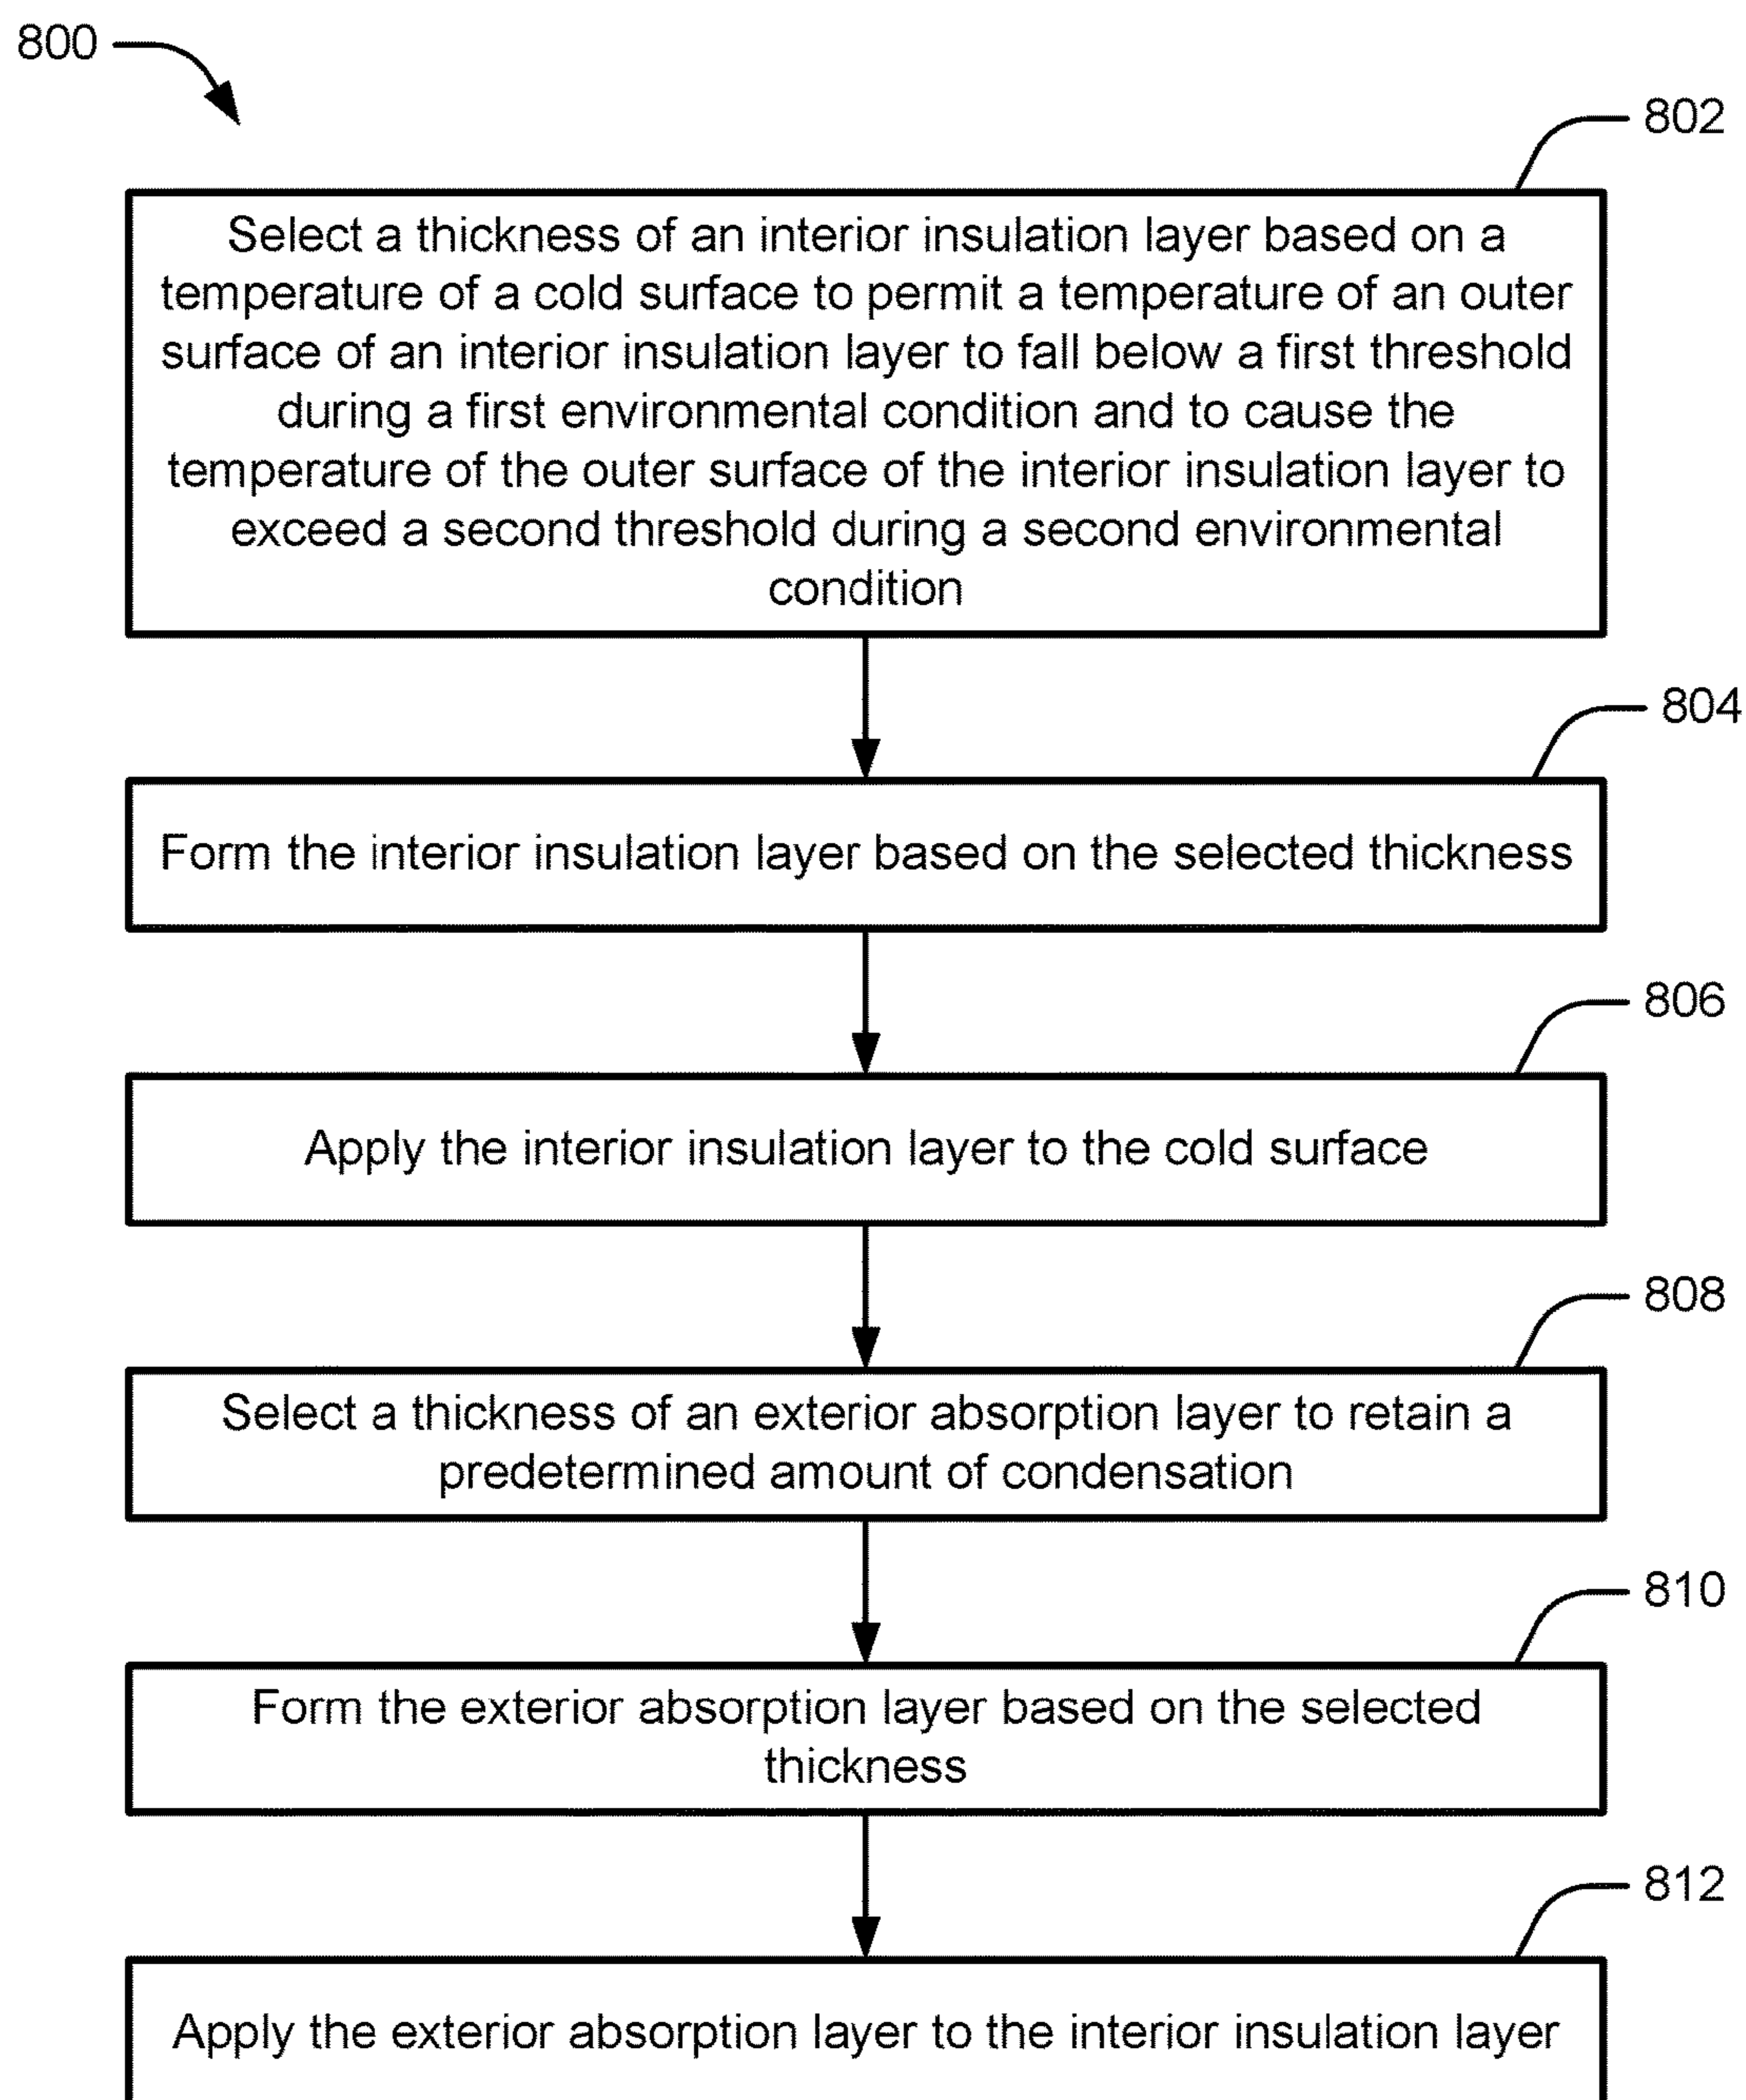 800
802
Select a thickness of an interior insulation layer based on a
temperature of a cold surface to permit a temperature of an outer
surface of an interior insulation layer to fall below a first threshold
during a first environmental condition and to cause the
temperature of the outer surface of the interior insulation layer to
exceed a second threshold during a second environmental
condition
804
Form the interior insulation layer based on the selected thickness
806
Apply the interior insulation layer to the cold surface
808
Select a thickness of an exterior absorption layer to retain a
predetermined amount of condensation
810
Form the exterior absorption layer based on the selected
thickness
812
Apply the exterior absorption layer to the interior insulation layer